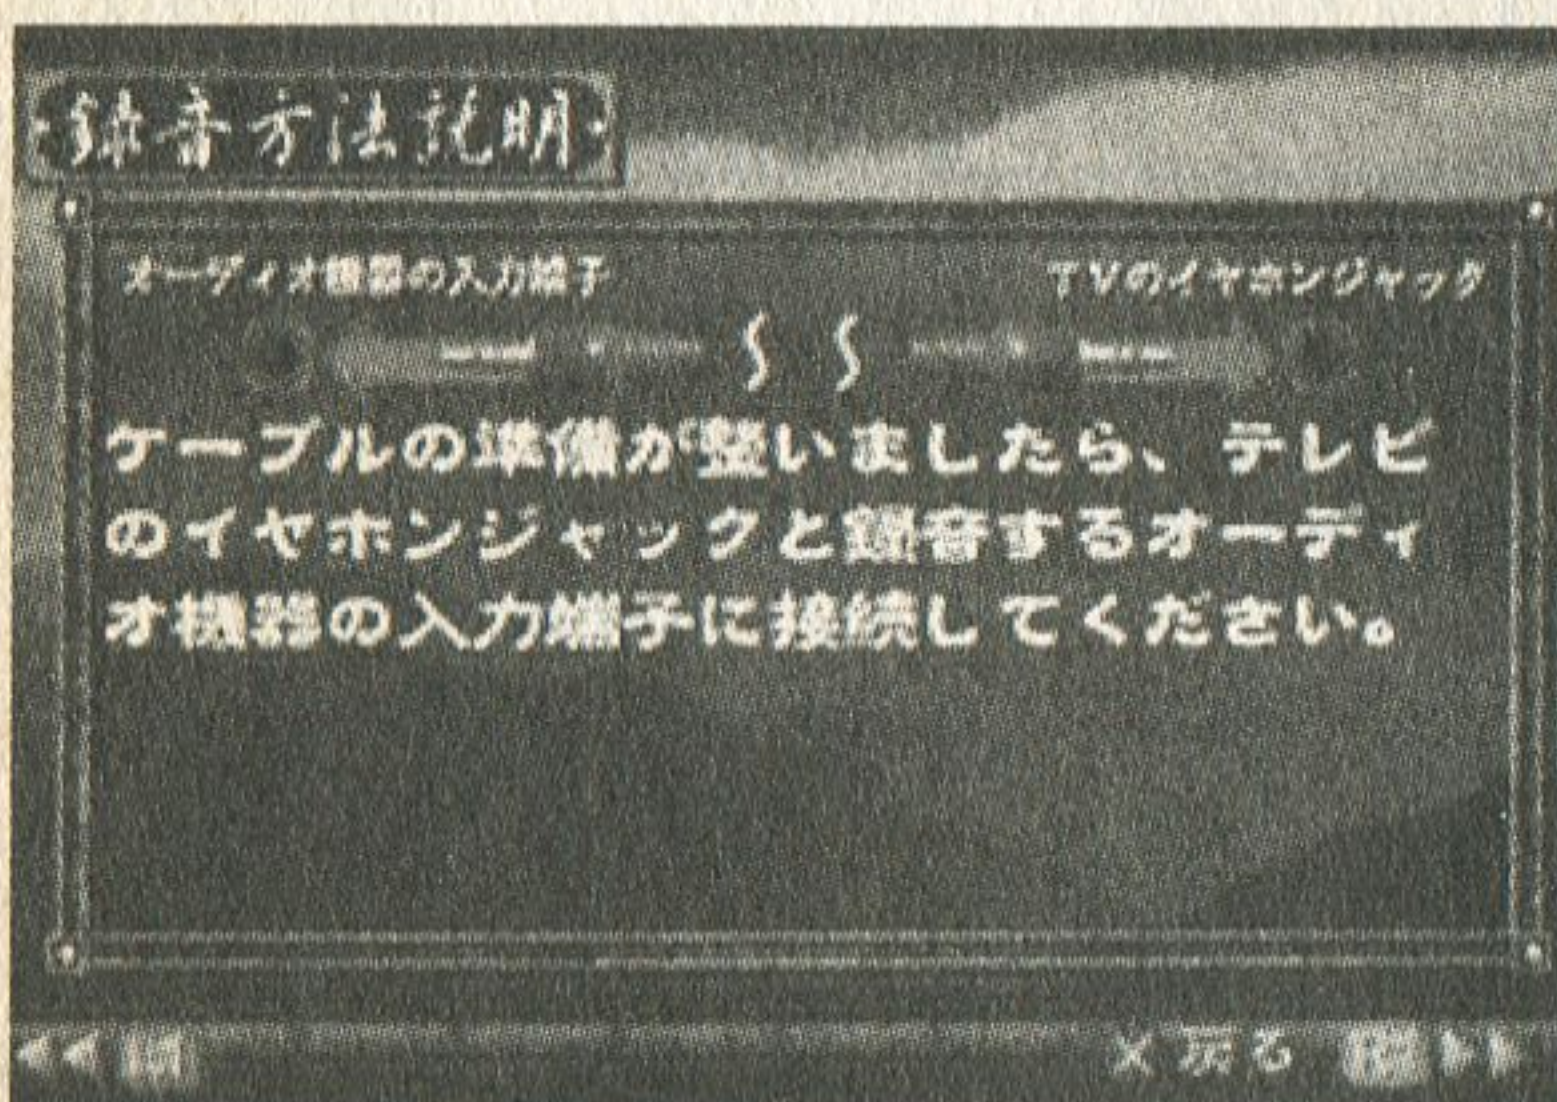 録音方法説明
オーディオ機器の入力端子
TVのイヤホンジャック
ケーブルの準備が整いましたら、テレビ
のイヤホンジャックと録音するオーディ
オ機器の入力端子に接続してください。
×戻る